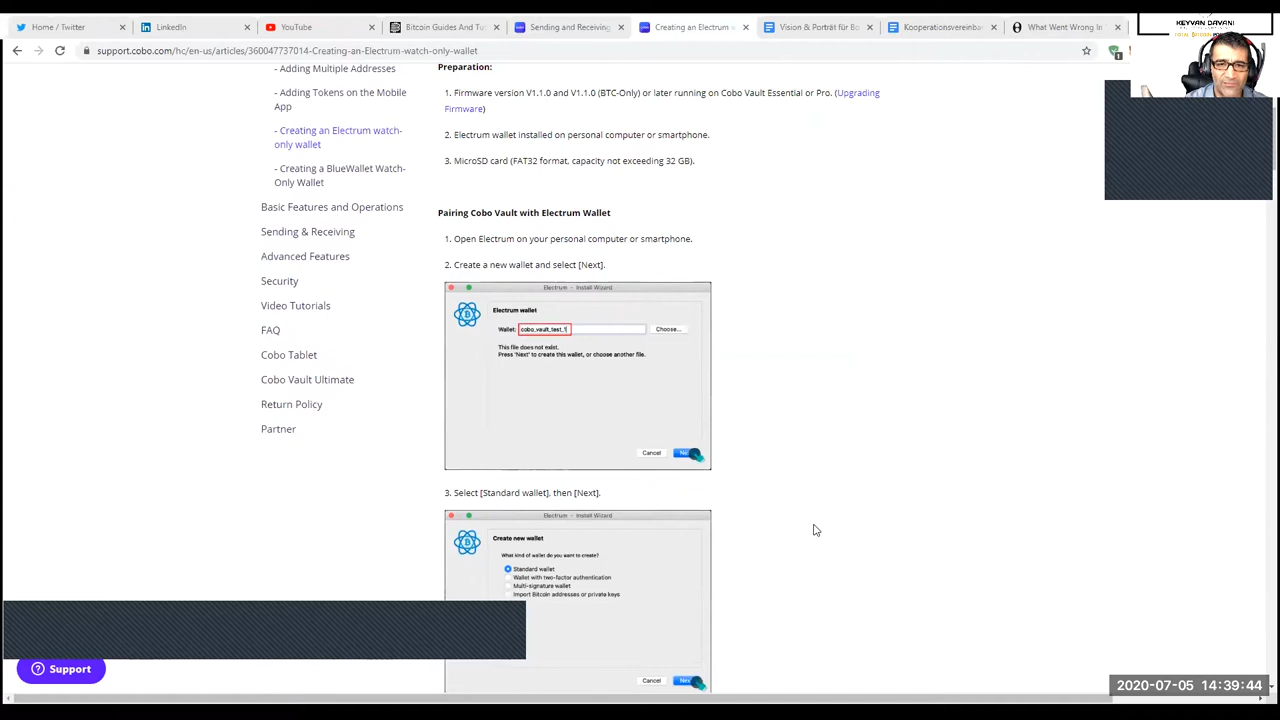 Home / Twitter
LinkedIn
YouTube
Bitcoin Guides And Tut
Sending and Receiving
Creating an Electrum w
Vision & Porträt für Bo
Kooperationsvereinbar
What Went Wrong In
KEYVAN DAVANI
support.cobo.com/hc/en-us/articles/360047737014-Creating-an-Electrum-watch-only-wallet
- Adding Multiple Addresses
- Adding Tokens on the Mobile
App
- Creating an Electrum watch-
only wallet
- Creating a BlueWallet Watch-
Only Wallet
Basic Features and Operations
Sending & Receiving
Advanced Features
Security
Video Tutorials
FAQ
Cobo Tablet
Cobo Vault Ultimate
Return Policy
Partner
Support
Preparation:
1. Firmware version V1.1.0 and V1.1.0 (BTC-Only) or later running on Cobo Vault Essential or Pro. (Upgrading
Firmware)
2. Electrum wallet installed on personal computer or smartphone.
3. MicroSD card (FAT32 format, capacity not exceeding 32 GB).
Pairing Cobo Vault with Electrum Wallet
1. Open Electrum on your personal computer or smartphone.
2. Create a new wallet and select [Next].
Electrum - Install Wizard
Electrum wallet
Wallet: cobo_vault_test_1 Choose...
This file does not exist.
Press 'Next' to create this wallet, or choose another file.
Cancel
3. Select [Standard wallet], then [Next].
Electrum - Install Wizard
Create new wallet
What kind of wallet do you want to create?
Standard wallet
Wallet with two-factor authentication
Multi-signature wallet
Import Bitcoin addresses or private keys
Cancel
2020-07-05 14:39:44